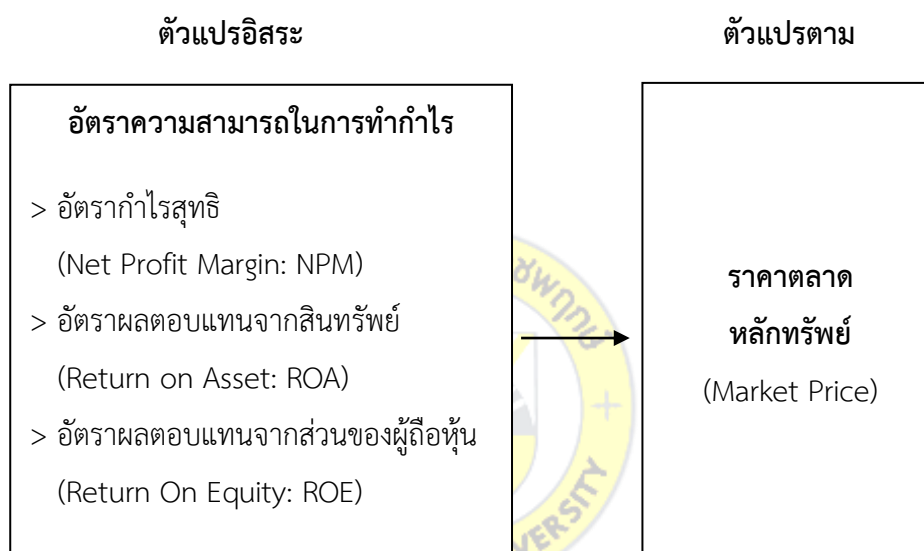 ตัวแปรอิสระ
ตัวแปรตาม
อัตราความสามารถในการทำกำไร
> อัตรากำไรสุทธิ
(Net Profit Margin: NPM)
> อัตราผลตอบแทนจากสินทรัพย์
(Return on Asset: ROA)
> อัตราผลตอบแทนจากส่วนของผู้ถือหุ้น
(Return On Equity: ROE)
ราคาตลาด
หลักทรัพย์
(Market Price)